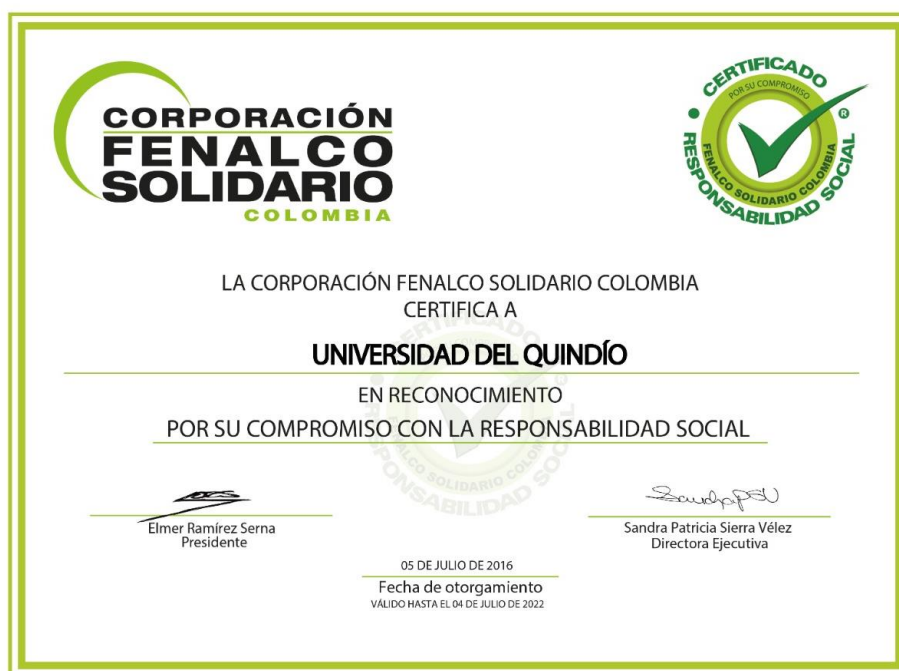 CORPORACIÓN
FENALCO
SOLIDARIO
COLOMBIA
CERTIFICADO
POR SU COMPROMISO
FENALCO SOLIDARIO COLOMBIA
RESPONSABILIDAD SOCIAL
®
LA CORPORACIÓN FENALCO SOLIDARIO COLOMBIA
CERTIFICA A
UNIVERSIDAD DEL QUINDÍO
EN RECONOCIMIENTO
POR SU COMPROMISO CON LA RESPONSABILIDAD SOCIAL
Elmer Ramírez Serna
Presidente
Sandra Patricia Sierra Vélez
Directora Ejecutiva
05 DE JULIO DE 2016
Fecha de otorgamiento
VÁLIDO HASTA EL 04 DE JULIO DE 2022